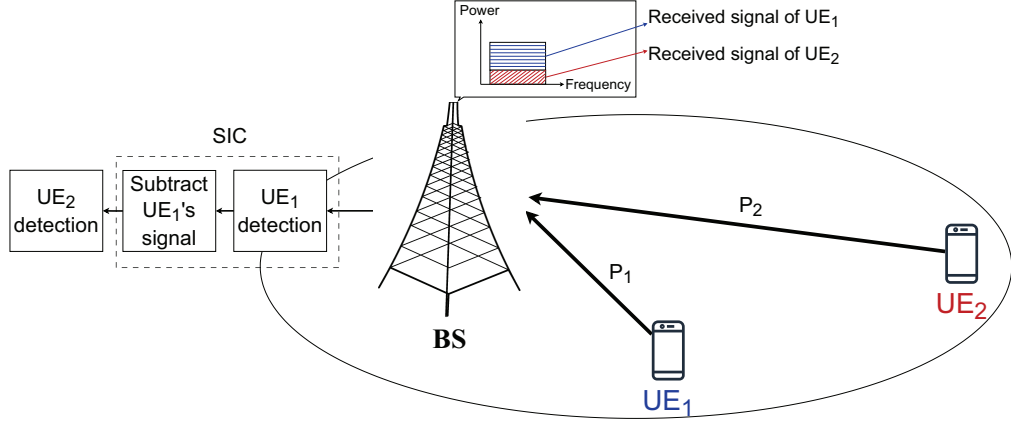 Power
Received signal of UE1
Received signal of UE2
Frequency
SIC
UE2
detection
Subtract
UE1's
signal
UE1
detection
P2
P1
BS
UE2
UE1